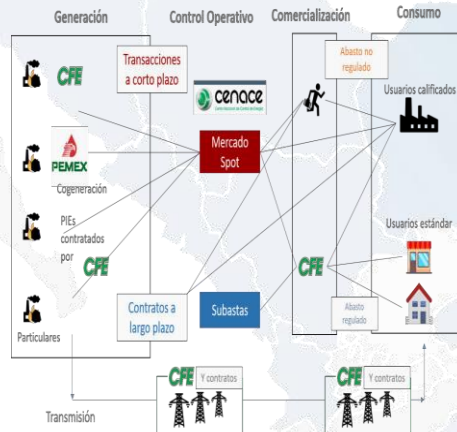 Generación
Control Operativo
Comercialización
Consumo
Transacciones
a corto plazo
Abasto no
regulado
CFE
cenace
Usuarios calificados
Mercado
Spot
PEMEX
Cogeneración
PIEs
contratados
por
CFE
Usuarios estándar
CFE
Particulares
Contratos a
largo plazo
Subastas
Abasto
regulado
CFE
Y contratos
CFE
Y contratos
Transmisión